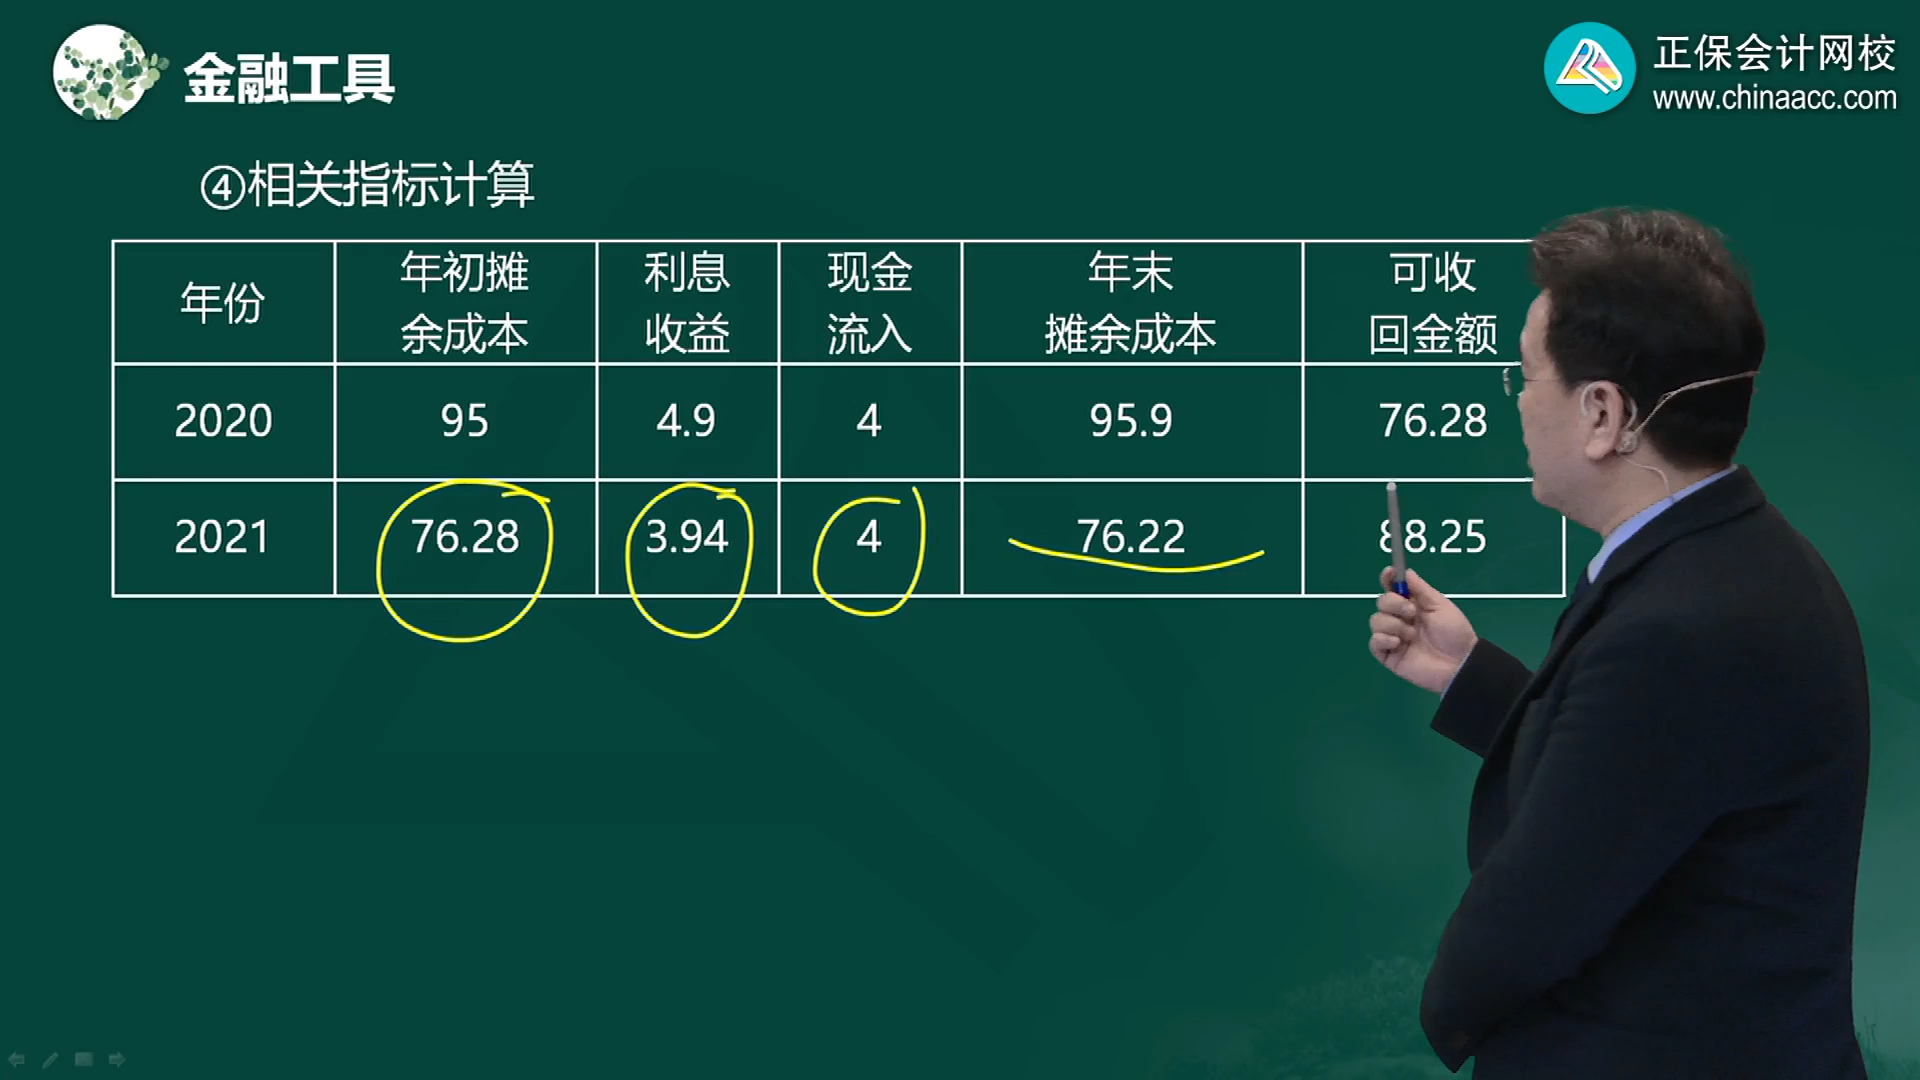 金融工具
正保会计网校
www.chinaacc.com
④相关指标计算
年份 年初摊余成本 利息收益 现金流入 年末摊余成本 可收回金额
2020 95 4.9 4 95.9 76.28
2021 76.28 3.94 4 76.22 88.25